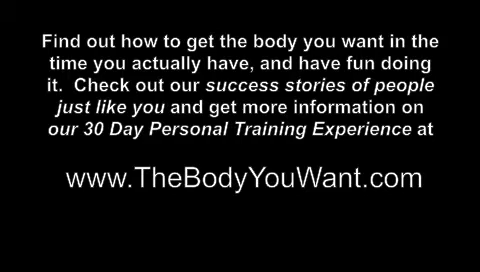 Find out how to get the body you want in the
time you actually have, and have fun doing
it.  Check out our success stories of people
just like you and get more information on
our 30 Day Personal Training Experience at
www.TheBodyYouWant.com